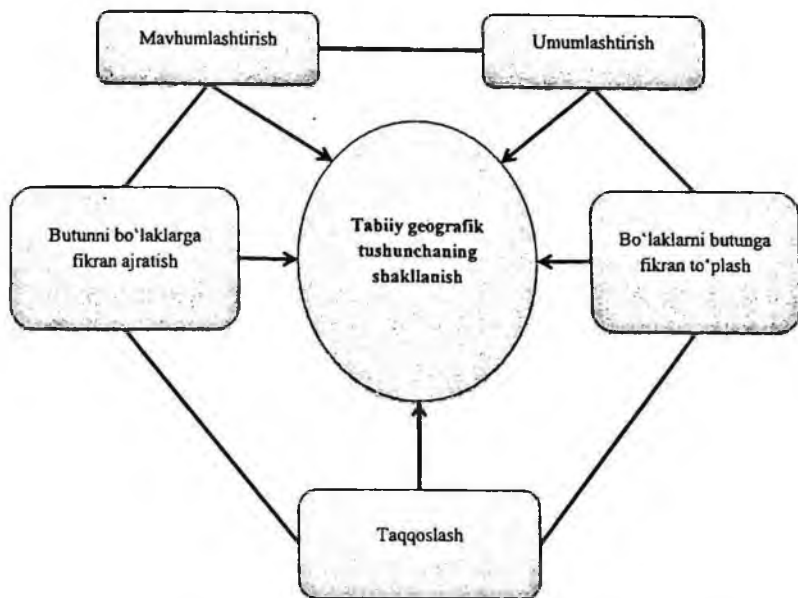 Mavhumlashtirish
Umumlashtirish
Butunni bo‘laklarga
fikran ajratish
Tabiiy geografik
tushunchaning
shakllanish
Bo‘laklarni butunga
fikran to‘plash
Taqqoslash